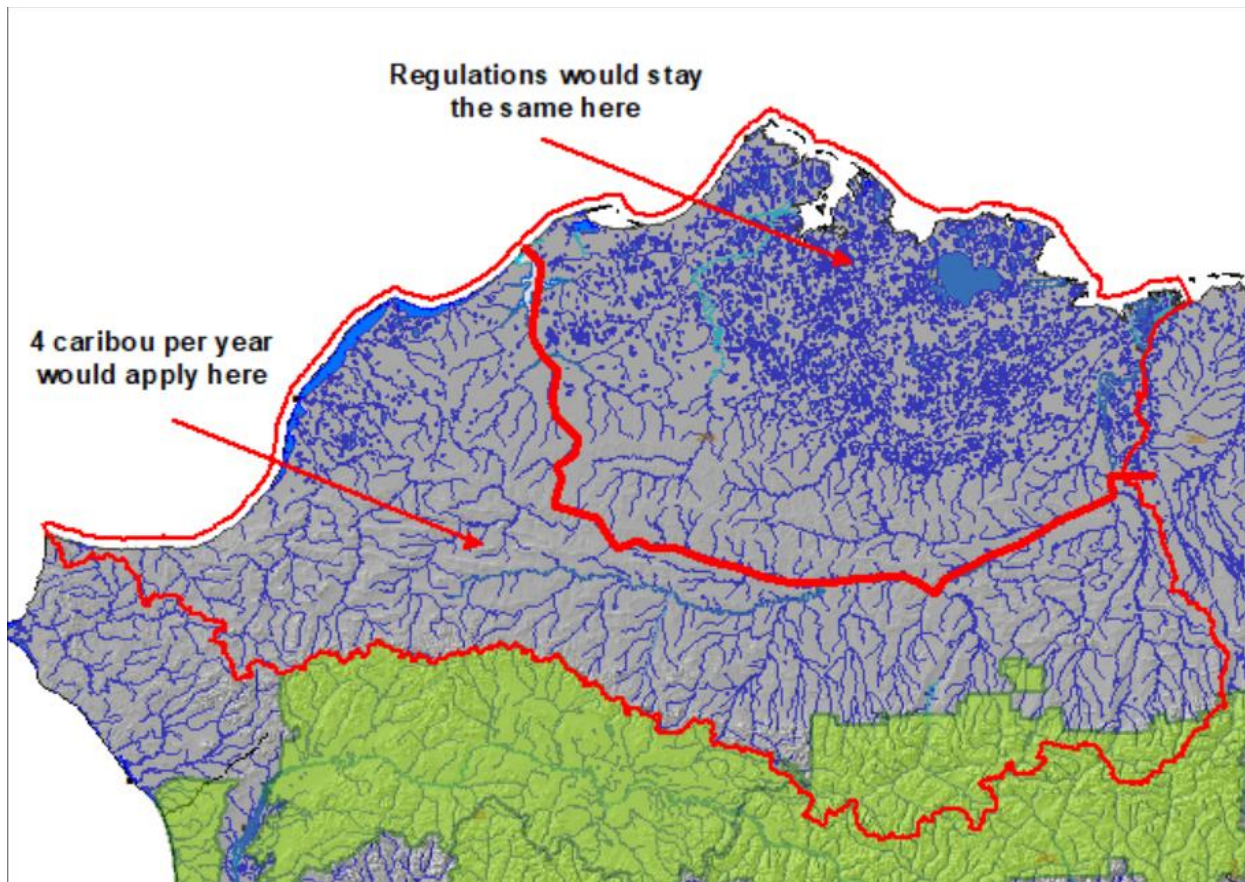 Regulations would stay
the same here
4 caribou per year
would apply here